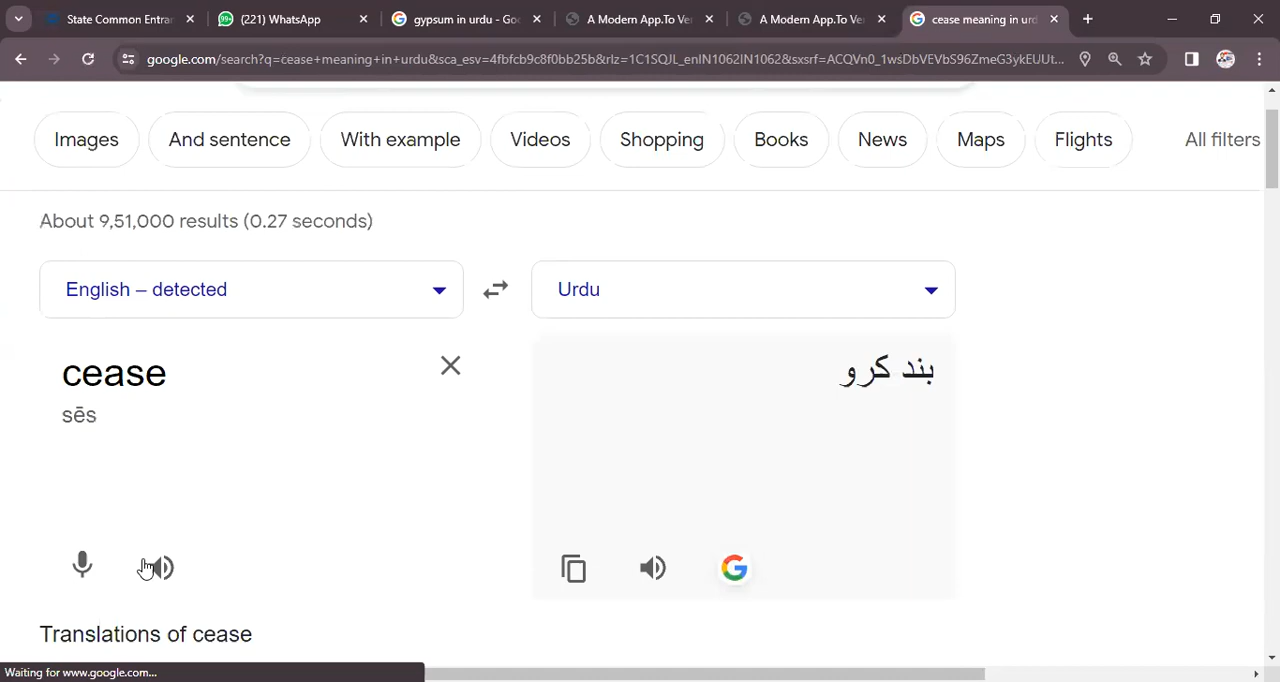 State Common Entra
(221) WhatsApp
gypsum in urdu - Goo
A Modern App.To Ve
A Modern App.To Ve
cease meaning in urd
google.com/search?q=cease+meaning+in+urdu&sca_esv=4fbfcb9c8f0bb25b&rlz=1C1SQJL_enIN1062IN1062&sxsrf=ACQVn0_1wsDbVEVbS96ZmeG3ykEUUt...
Images
And sentence
With example
Videos
Shopping
Books
News
Maps
Flights
All filters
About 9,51,000 results (0.27 seconds)
English – detected
Urdu
cease
sēs
بند کرو
Translations of cease
Waiting for www.google.com...